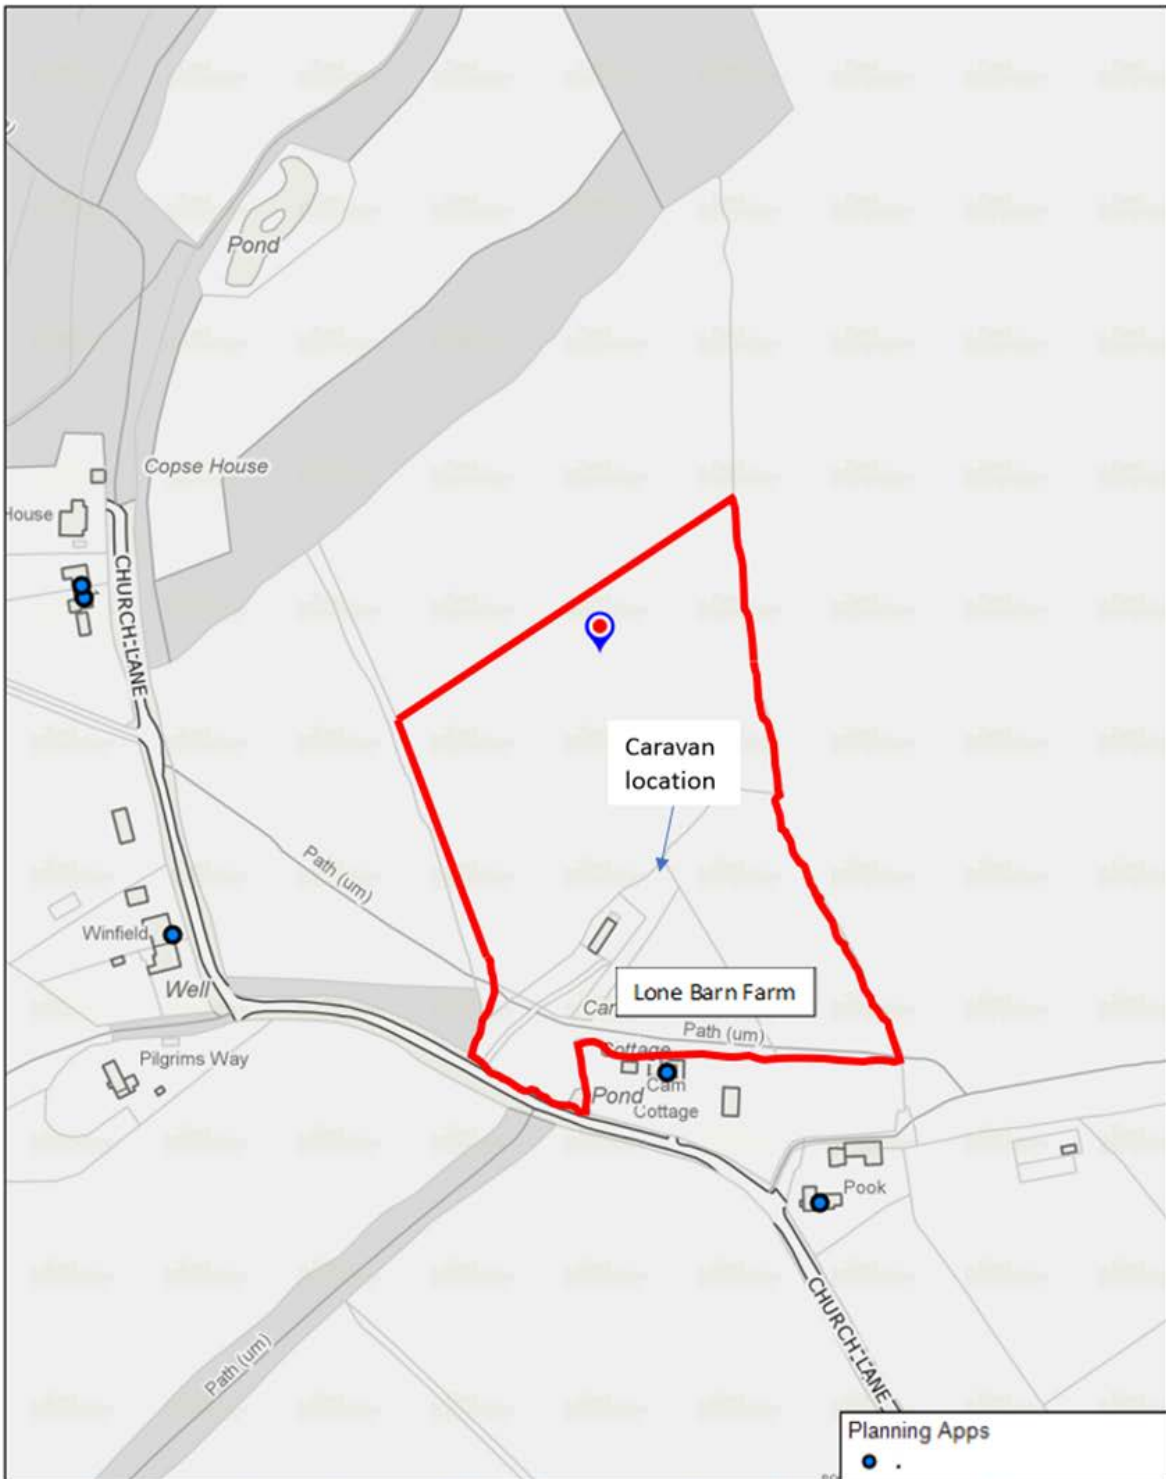 Pond
Copse House
House
CHURCH LANE
Caravan
location
Path (um)
Winfield
Well
Lone Barn Farm
Path (um)
Pilgrims Way
Cottage
Cam
Pond
Cottage
Pook
CHURCH LANE
Path (um)
Planning Apps